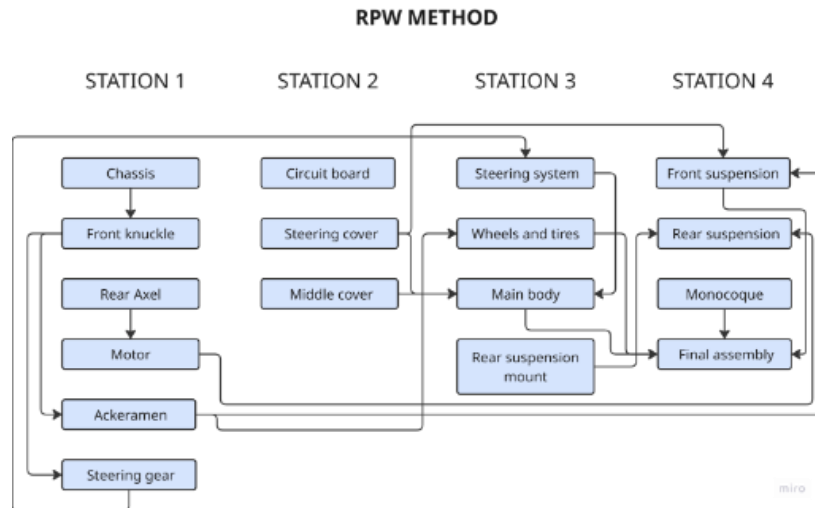 RPW METHOD
STATION 1
STATION 2
STATION 3
STATION 4
Chassis
Circuit board
Steering system
Front suspension
Front knuckle
Steering cover
Wheels and tires
Rear suspension
Rear Axel
Middle cover
Main body
Monocoque
Motor
Rear suspension
mount
Final assembly
Ackeramen
Steering gear
miro